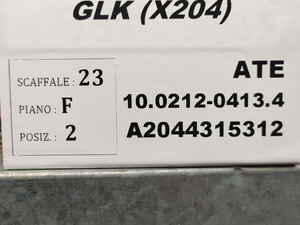 GLK (X204)
SCAFFALE: 23
PIANO: F
POSIZ.: 2
ATE
10.0212-0413.4
A2044315312